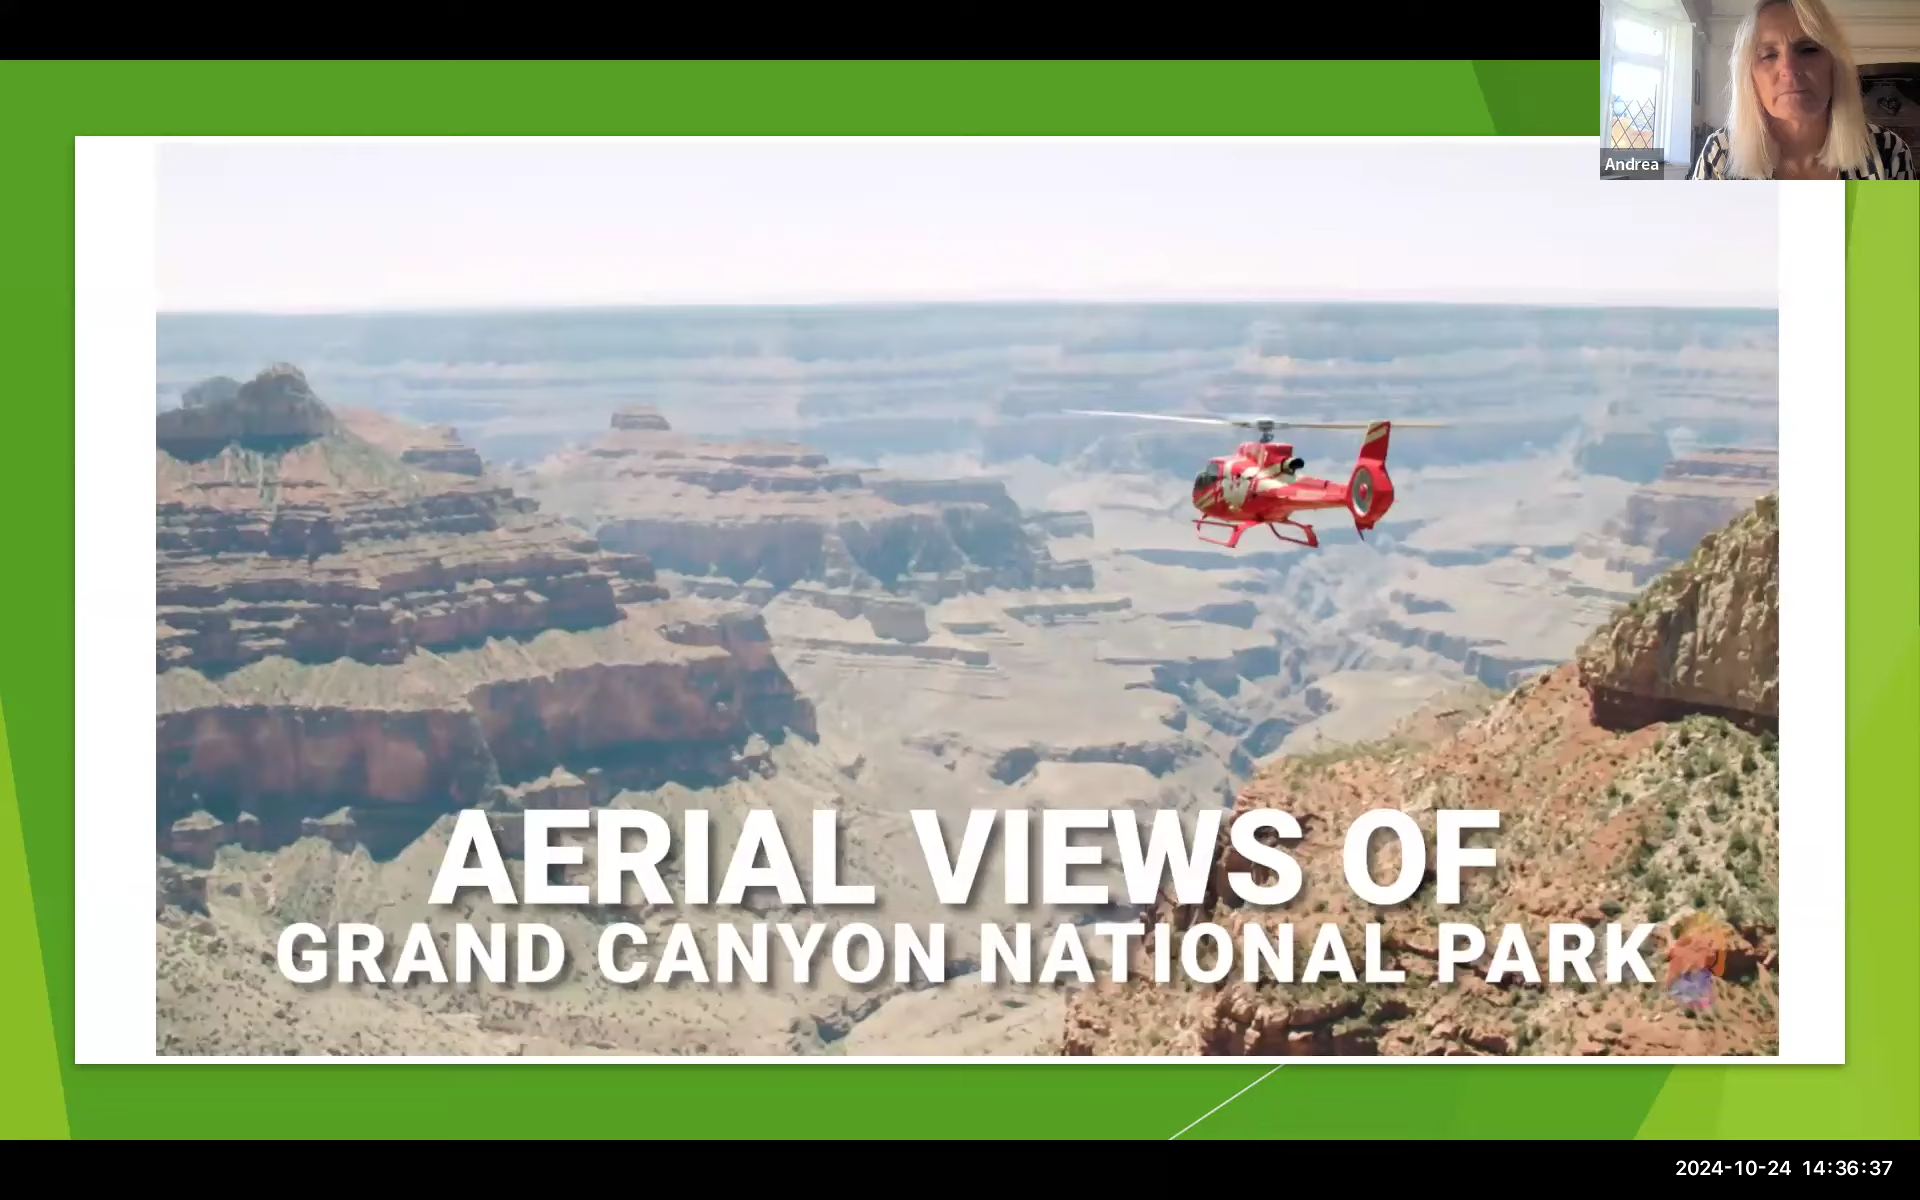 Andrea
AERIAL VIEWS OF
GRAND CANYON NATIONAL PARK
2024-10-24 14:36:37